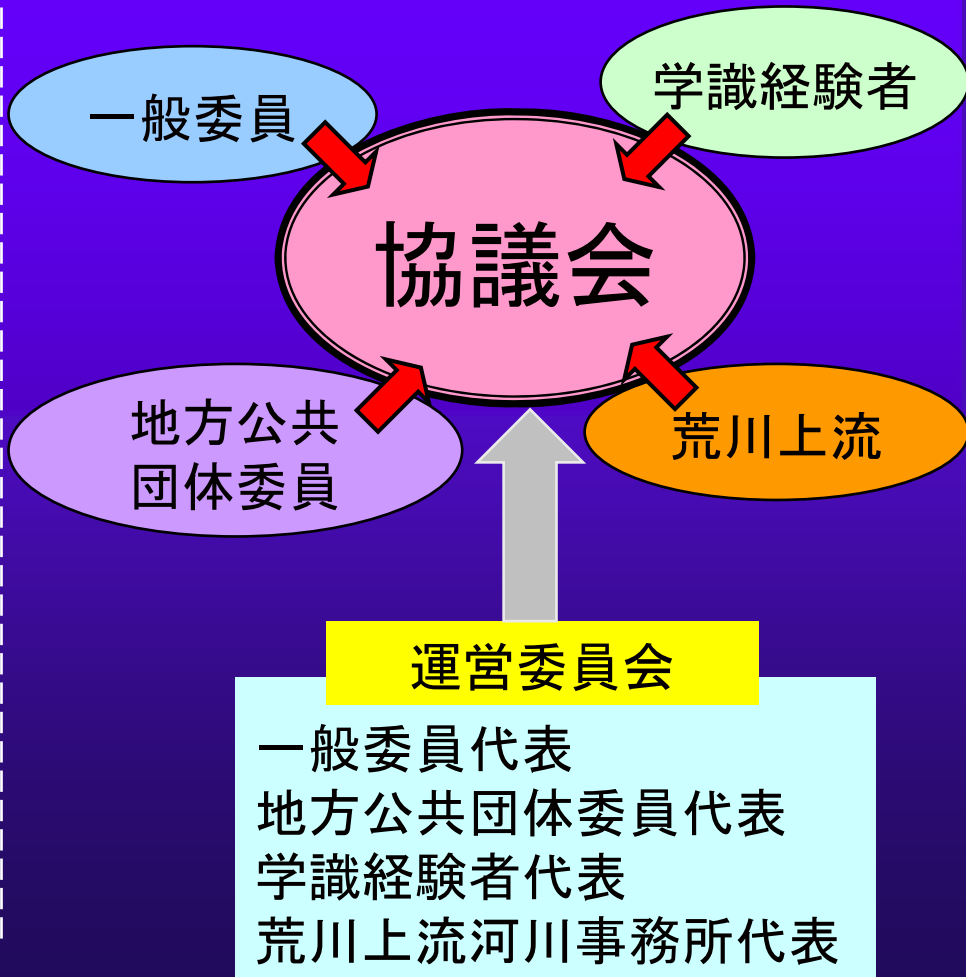 一般委員
学識経験者
協議会
地方公共
団体委員
荒川上流
運営委員会
一般委員代表
地方公共団体委員代表
学識経験者代表
荒川上流河川事務所代表